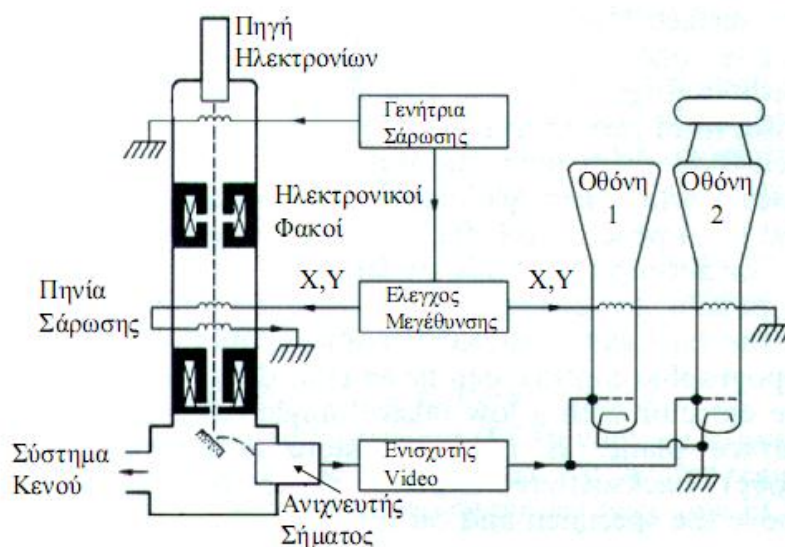 Πηγή
Ηλεκτρονίων
Γενήτρια
Σάρωσης
Οθόνη
1
Οθόνη
2
Ηλεκτρονικοί
Φακοί
X,Y
X,Y
Πηνία
Σάρωσης
Ελεγχος
Μεγέθυνσης
Σύστημα
Κενού
Ενισχυτής
Video
Ανιχνευτής
Σήματος